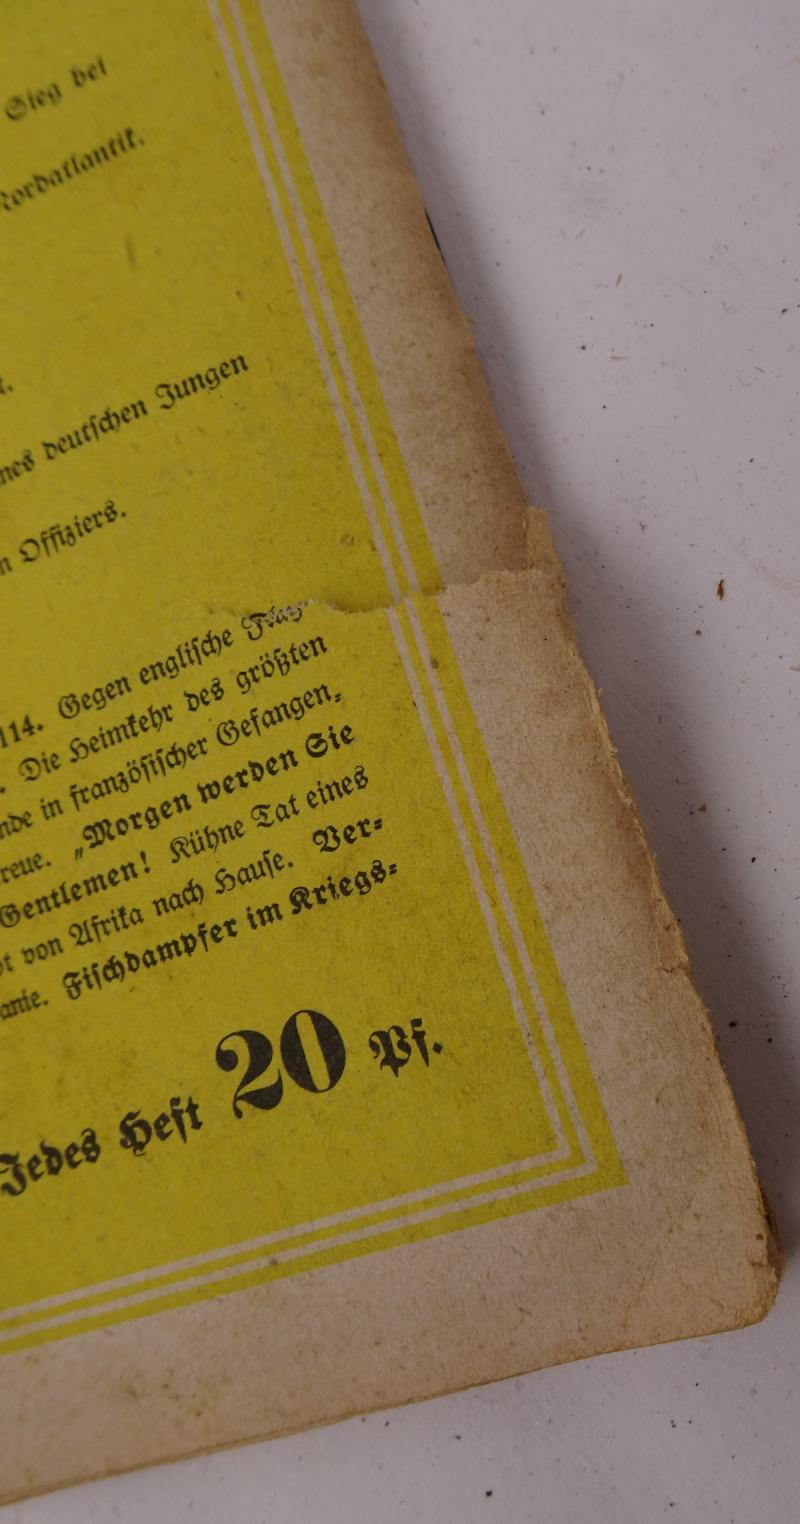 Sieg bei
Nordatlantik.
t.
nes deutschen Jungen
n Offiziers.
114. Gegen englische
. Die Heimkehr des größten
nde in französischer Gefangen-
reue. „Morgen werden Sie
Gentlemen! Kühne Tat eines
ot von Afrika nach Hause. Ver-
anie. Fischdampfer im Kriegs-
Jedes Heft 20 Pf.